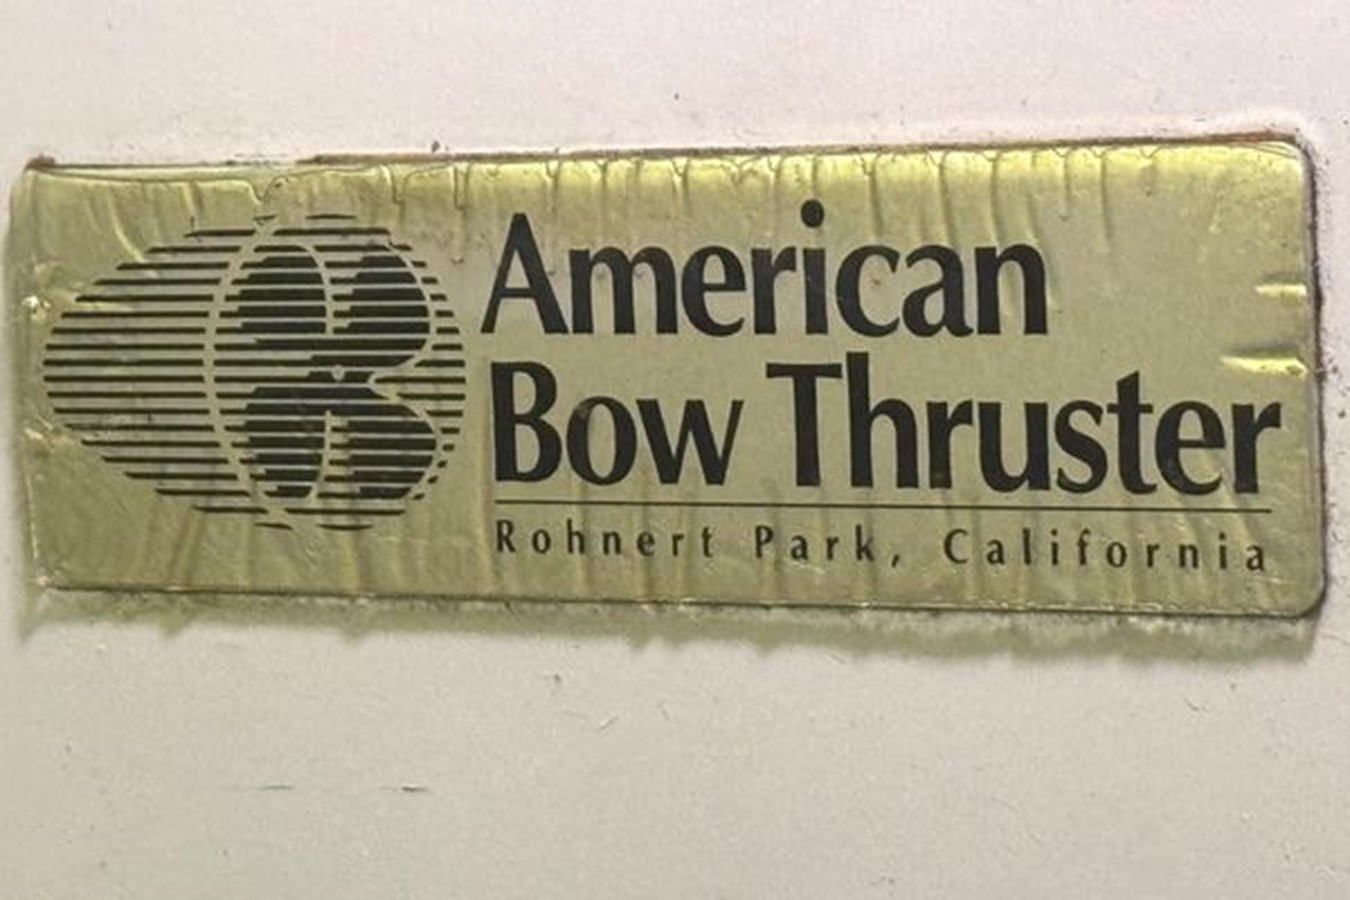 American
Bow Thruster
Rohnert Park, California